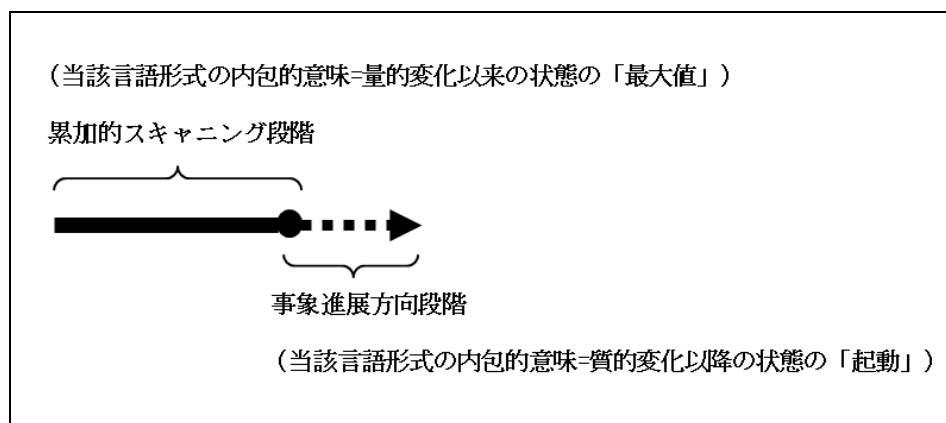 （当該言語形式の内包的意味=量的変化以来の状態の「最大値」）
累加的スキャニング段階
事象進展方向段階
（当該言語形式の内包的意味=質的変化以降の状態の「起動」）